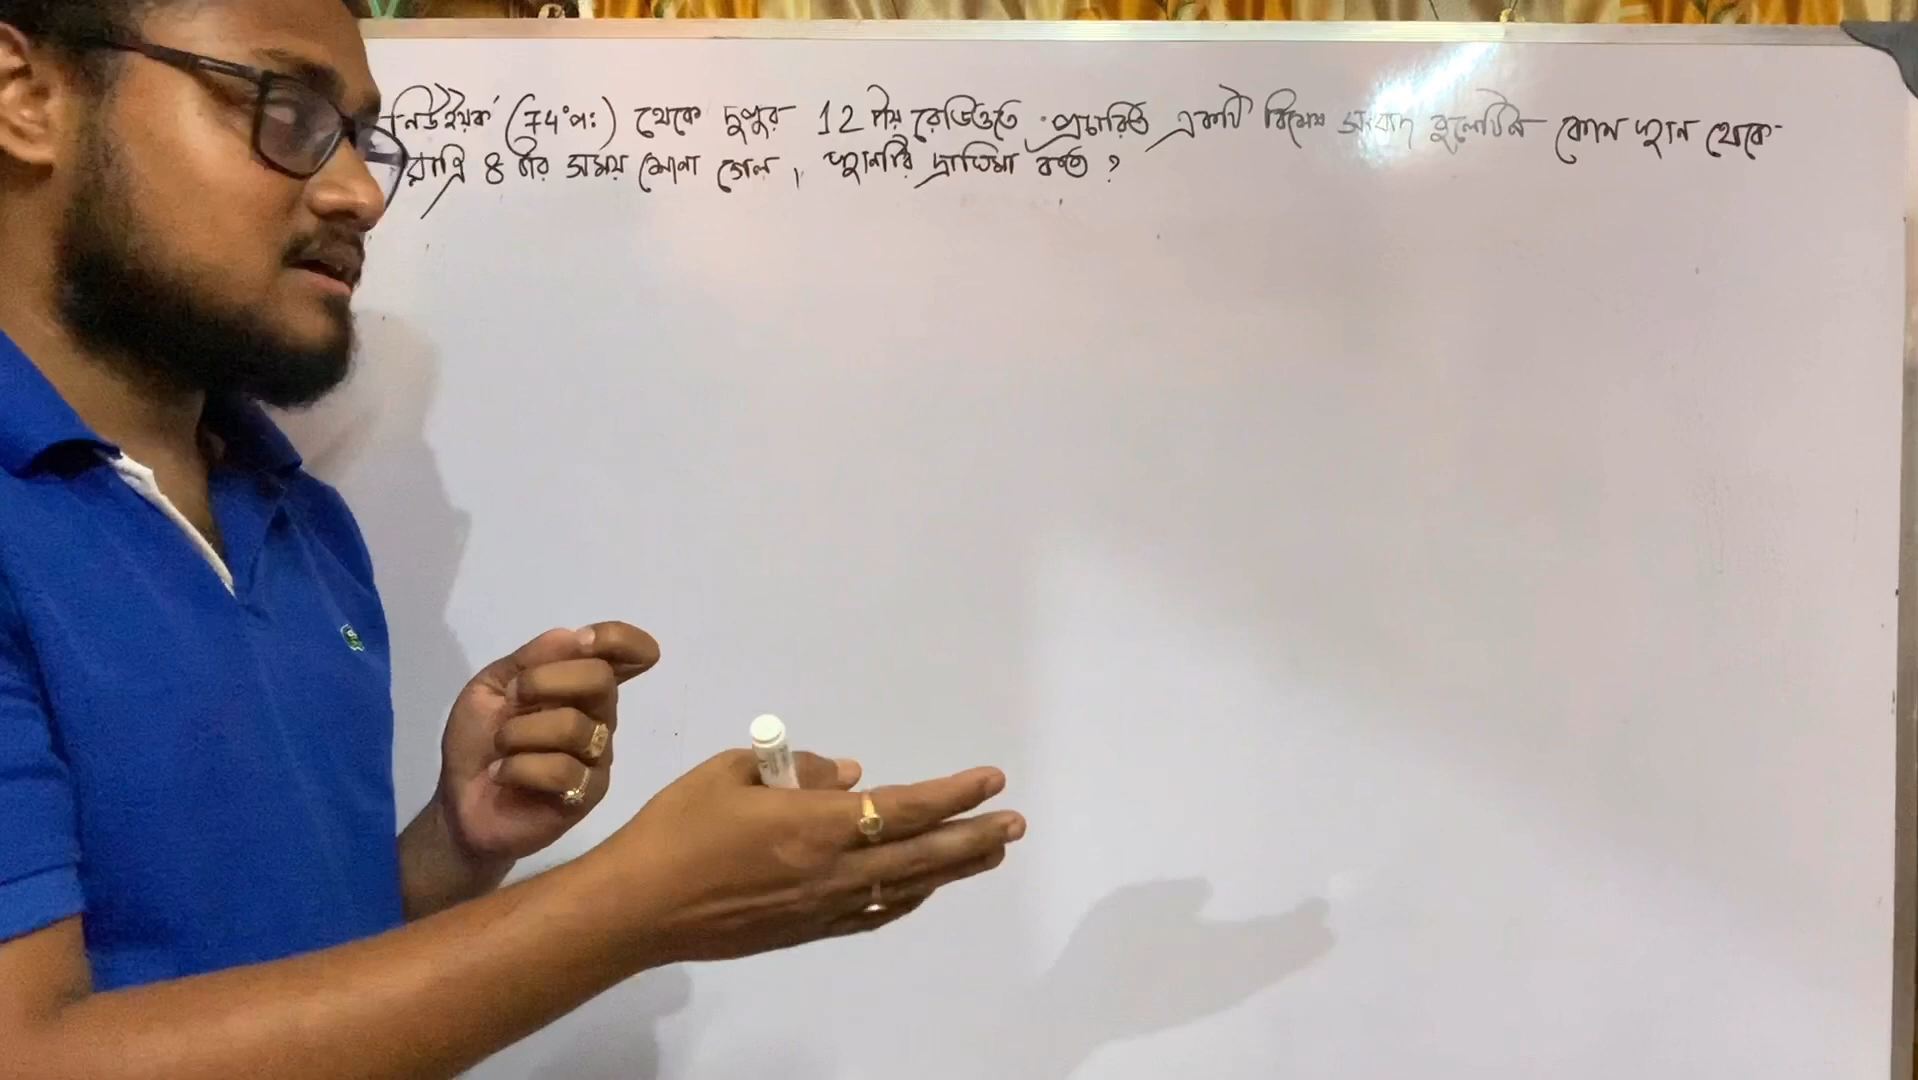 নিউইয়র্ক (74°প:) থেকে দুপুর 12 টায় রেডিওতে প্রচারিত একটি বিশেষ সংবাদ বুলেটিন কোন স্থান থেকে
রাত্রি 8 টার সময় শোনা গেল। স্থানটির দ্রাঘিমা কত ?